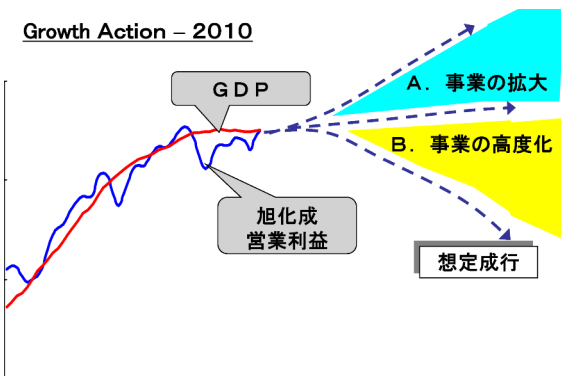 Growth Action – 2010
GDP
A. 事業の拡大
B. 事業の高度化
旭化成
営業利益
想定成行